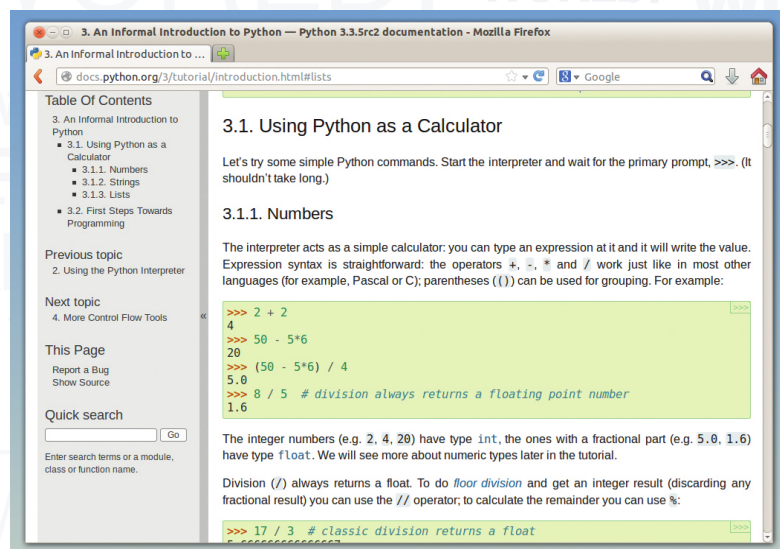 3. An Informal Introduction to Python — Python 3.3.5rc2 documentation - Mozilla Firefox
3. An Informal Introduction to ...
docs.python.org/3/tutorial/introduction.html#lists
Google
Table Of Contents
3. An Informal Introduction to
Python
3.1. Using Python as a
Calculator
3.1.1. Numbers
3.1.2. Strings
3.1.3. Lists
3.2. First Steps Towards
Programming
Previous topic
2. Using the Python Interpreter
Next topic
4. More Control Flow Tools
This Page
Report a Bug
Show Source
Quick search
Go
Enter search terms or a module,
class or function name.
«
3.1. Using Python as a Calculator
Let's try some simple Python commands. Start the interpreter and wait for the primary prompt, >>>. (It
shouldn't take long.)
3.1.1. Numbers
The interpreter acts as a simple calculator: you can type an expression at it and it will write the value.
Expression syntax is straightforward: the operators +, -, * and / work just like in most other
languages (for example, Pascal or C); parentheses (()) can be used for grouping. For example:
>>>
>>> 2 + 2
4
>>> 50 - 5*6
20
>>> (50 - 5*6) / 4
5.0
>>> 8 / 5 # division always returns a floating point number
1.6
The integer numbers (e.g. 2, 4, 20) have type int, the ones with a fractional part (e.g. 5.0, 1.6)
have type float. We will see more about numeric types later in the tutorial.
Division (/) always returns a float. To do floor division and get an integer result (discarding any
fractional result) you can use the // operator; to calculate the remainder you can use %:
>>>
>>> 17 / 3 # classic division returns a float